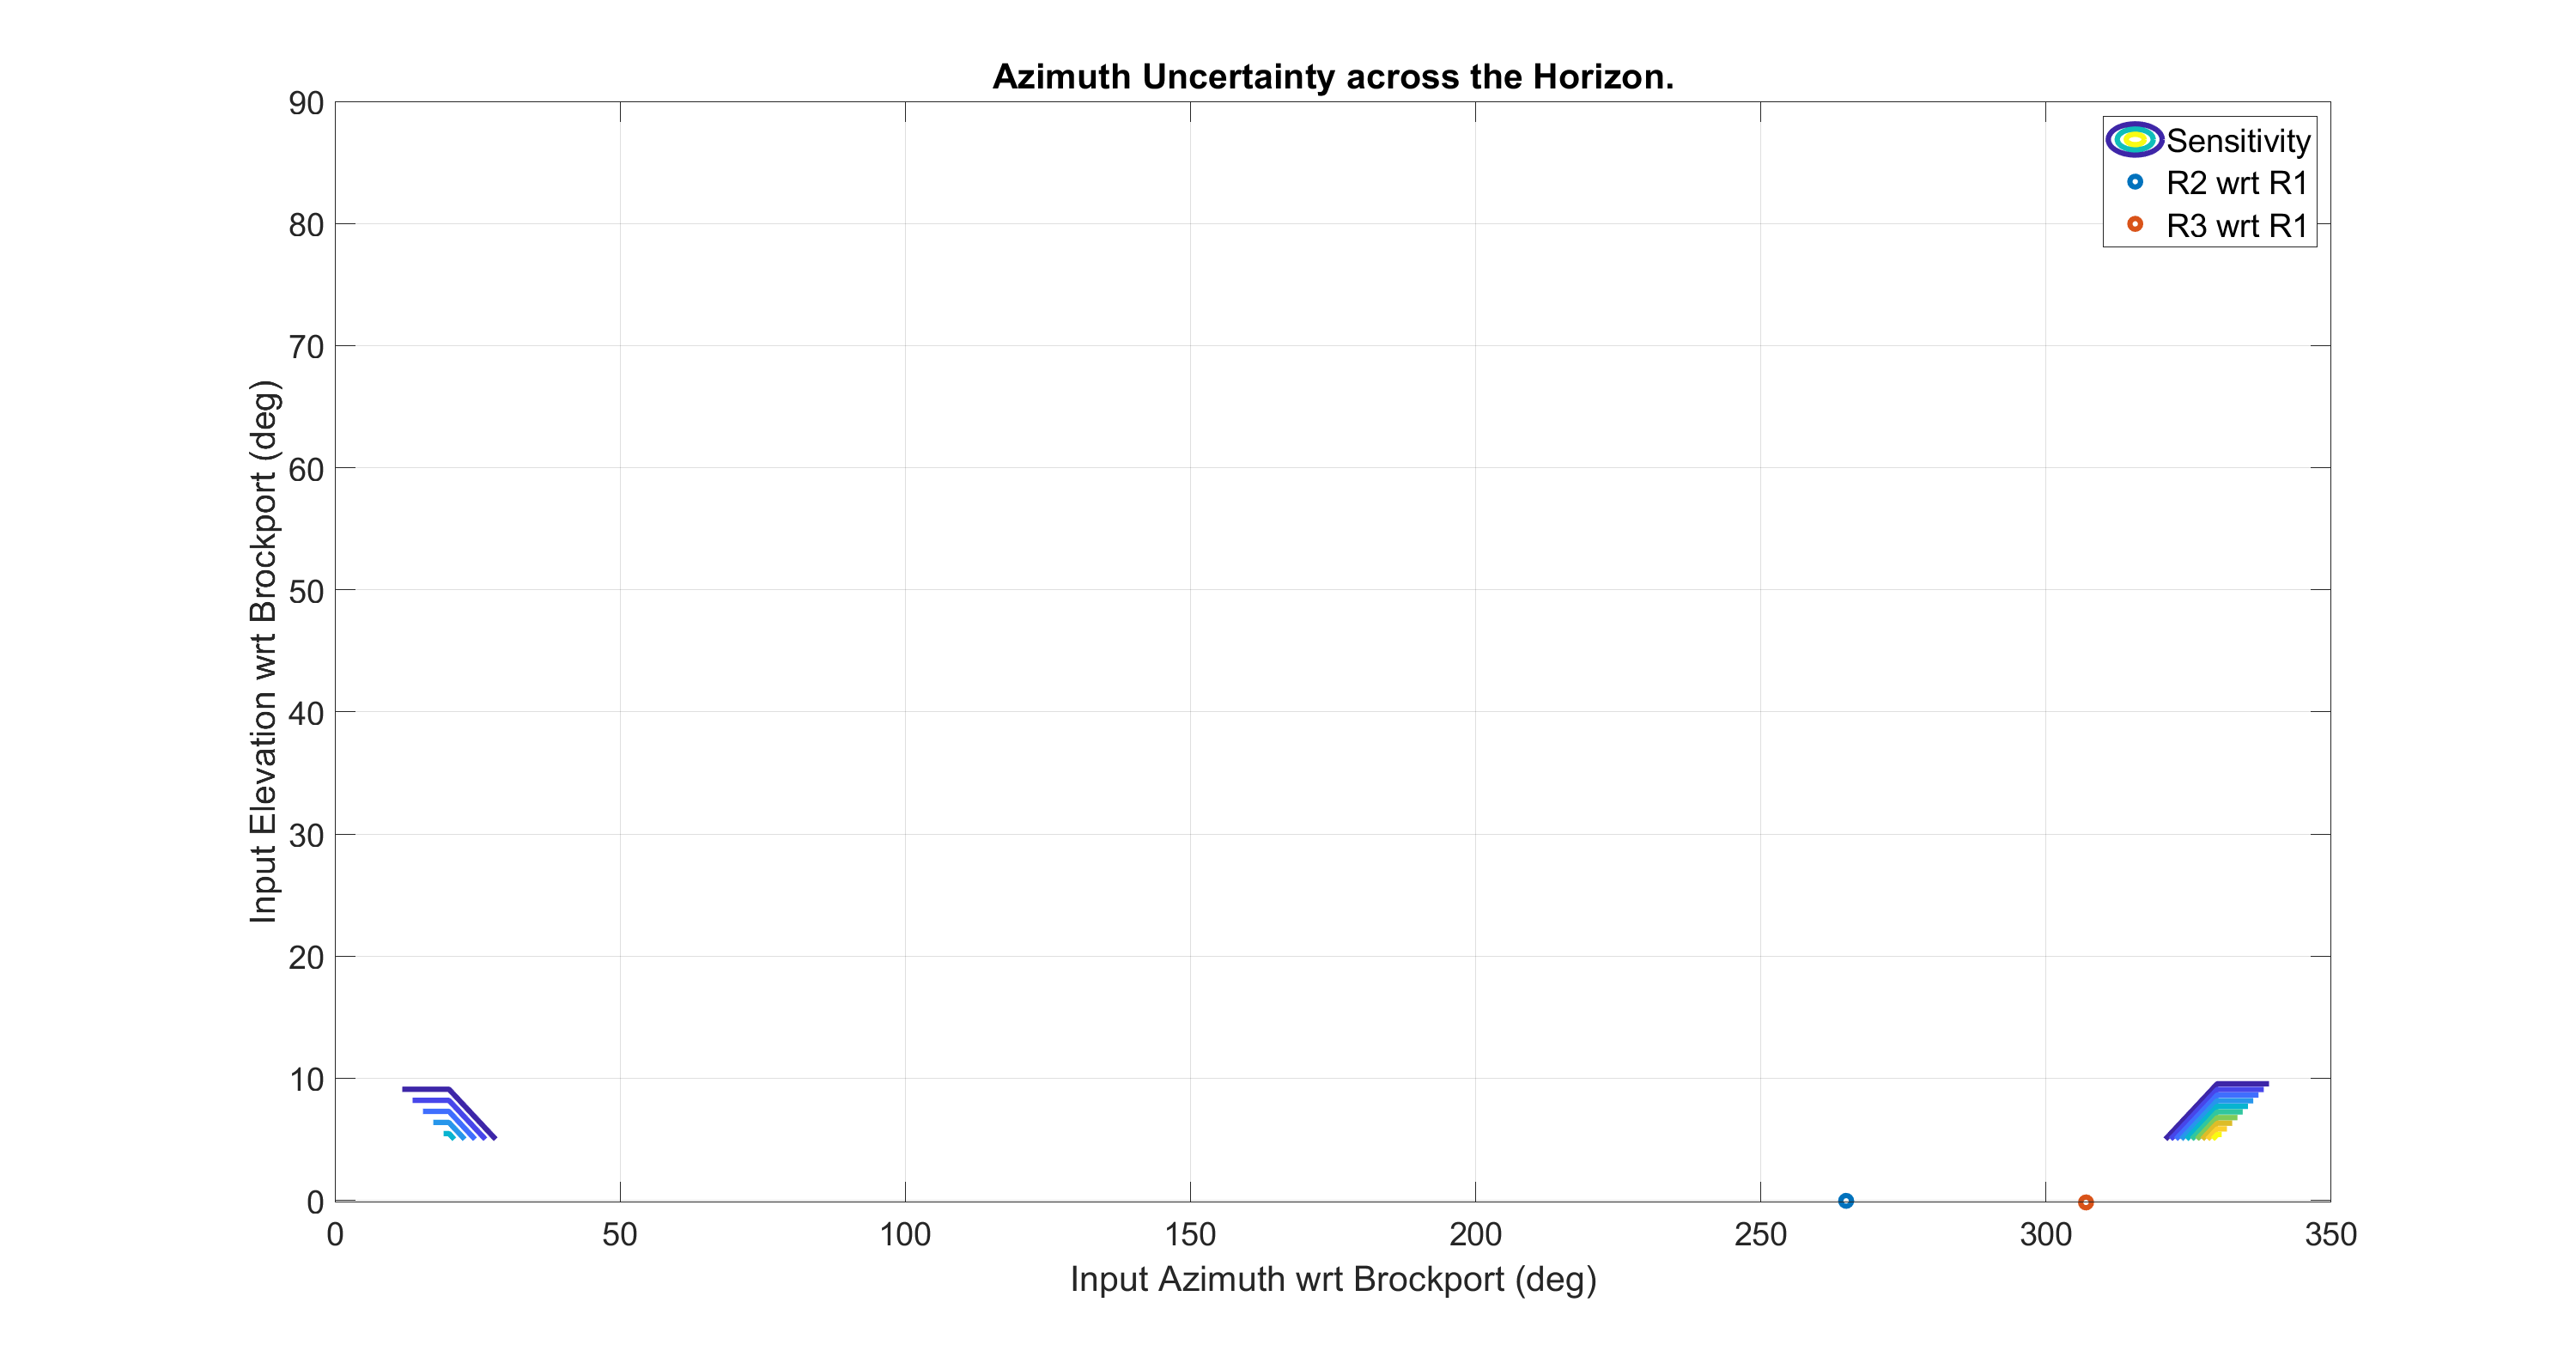 Azimuth Uncertainty across the Horizon.
Sensitivity
R2 wrt R1
R3 wrt R1
Input Elevation wrt Brockport (deg)
90
80
70
60
50
40
30
20
10
0
0 50 100 150 200 250 300 350
Input Azimuth wrt Brockport (deg)